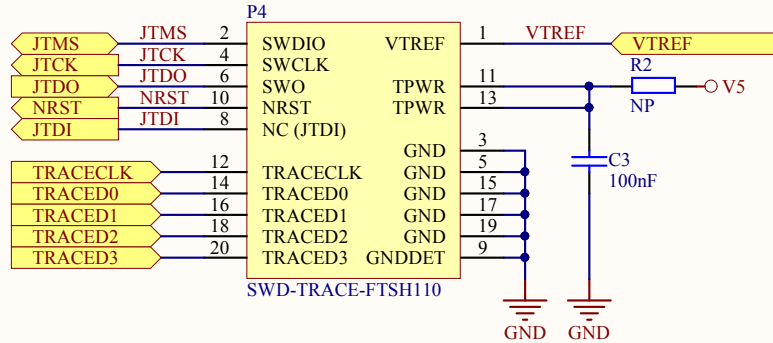 P4
JTMS JTMS 2 SWDIO VTREF 1 VTREF VTREF
JTCK JTCK 4 SWCLK
R2
JTDO JTDO 6 SWO TPWR 11 V5
NRST NRST 10 NRST TPWR 13 NP
JTDI JTDI 8 NC (JTDI)
GND 3
TRACECLK 12 TRACECLK GND 5 C3
TRACED0 14 TRACED0 GND 15 100nF
TRACED1 16 TRACED1 GND 17
TRACED2 18 TRACED2 GND 19
TRACED3 20 TRACED3 GNDDET 9
SWD-TRACE-FTSH110
GND GND